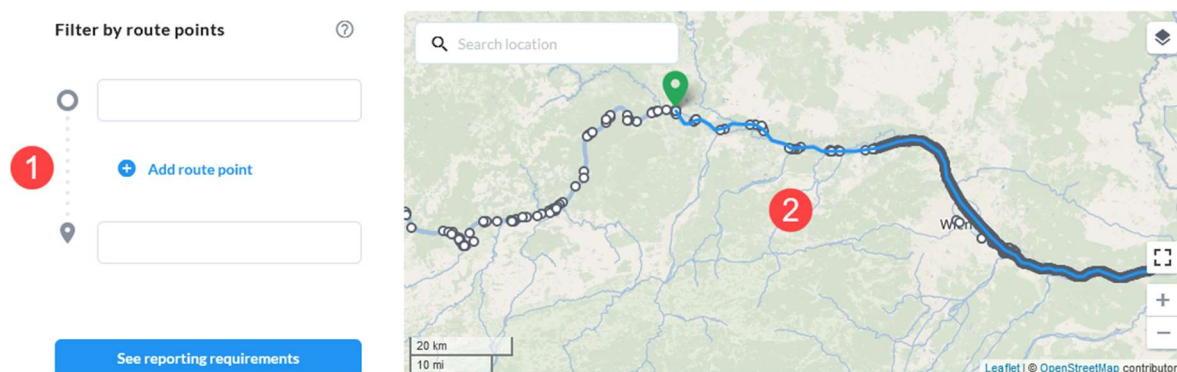 Filter by route points
?
1
Add route point
See reporting requirements
Search location
2
20 km
10 mi
Leaflet | © OpenStreetMap contributor